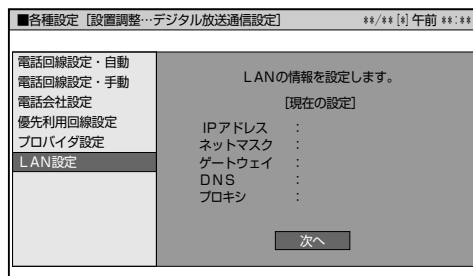 ■各種設定［設置調整…デジタル放送通信設定］ **/**[*]午前 **:**
電話回線設定・自動
電話回線設定・手動
電話会社設定
優先利用回線設定
プロバイダ設定
LAN設定
LANの情報を設定します。
[現在の設定]
IPアドレス ：
ネットマスク ：
ゲートウェイ ：
DNS ：
プロキシ ：
次へ